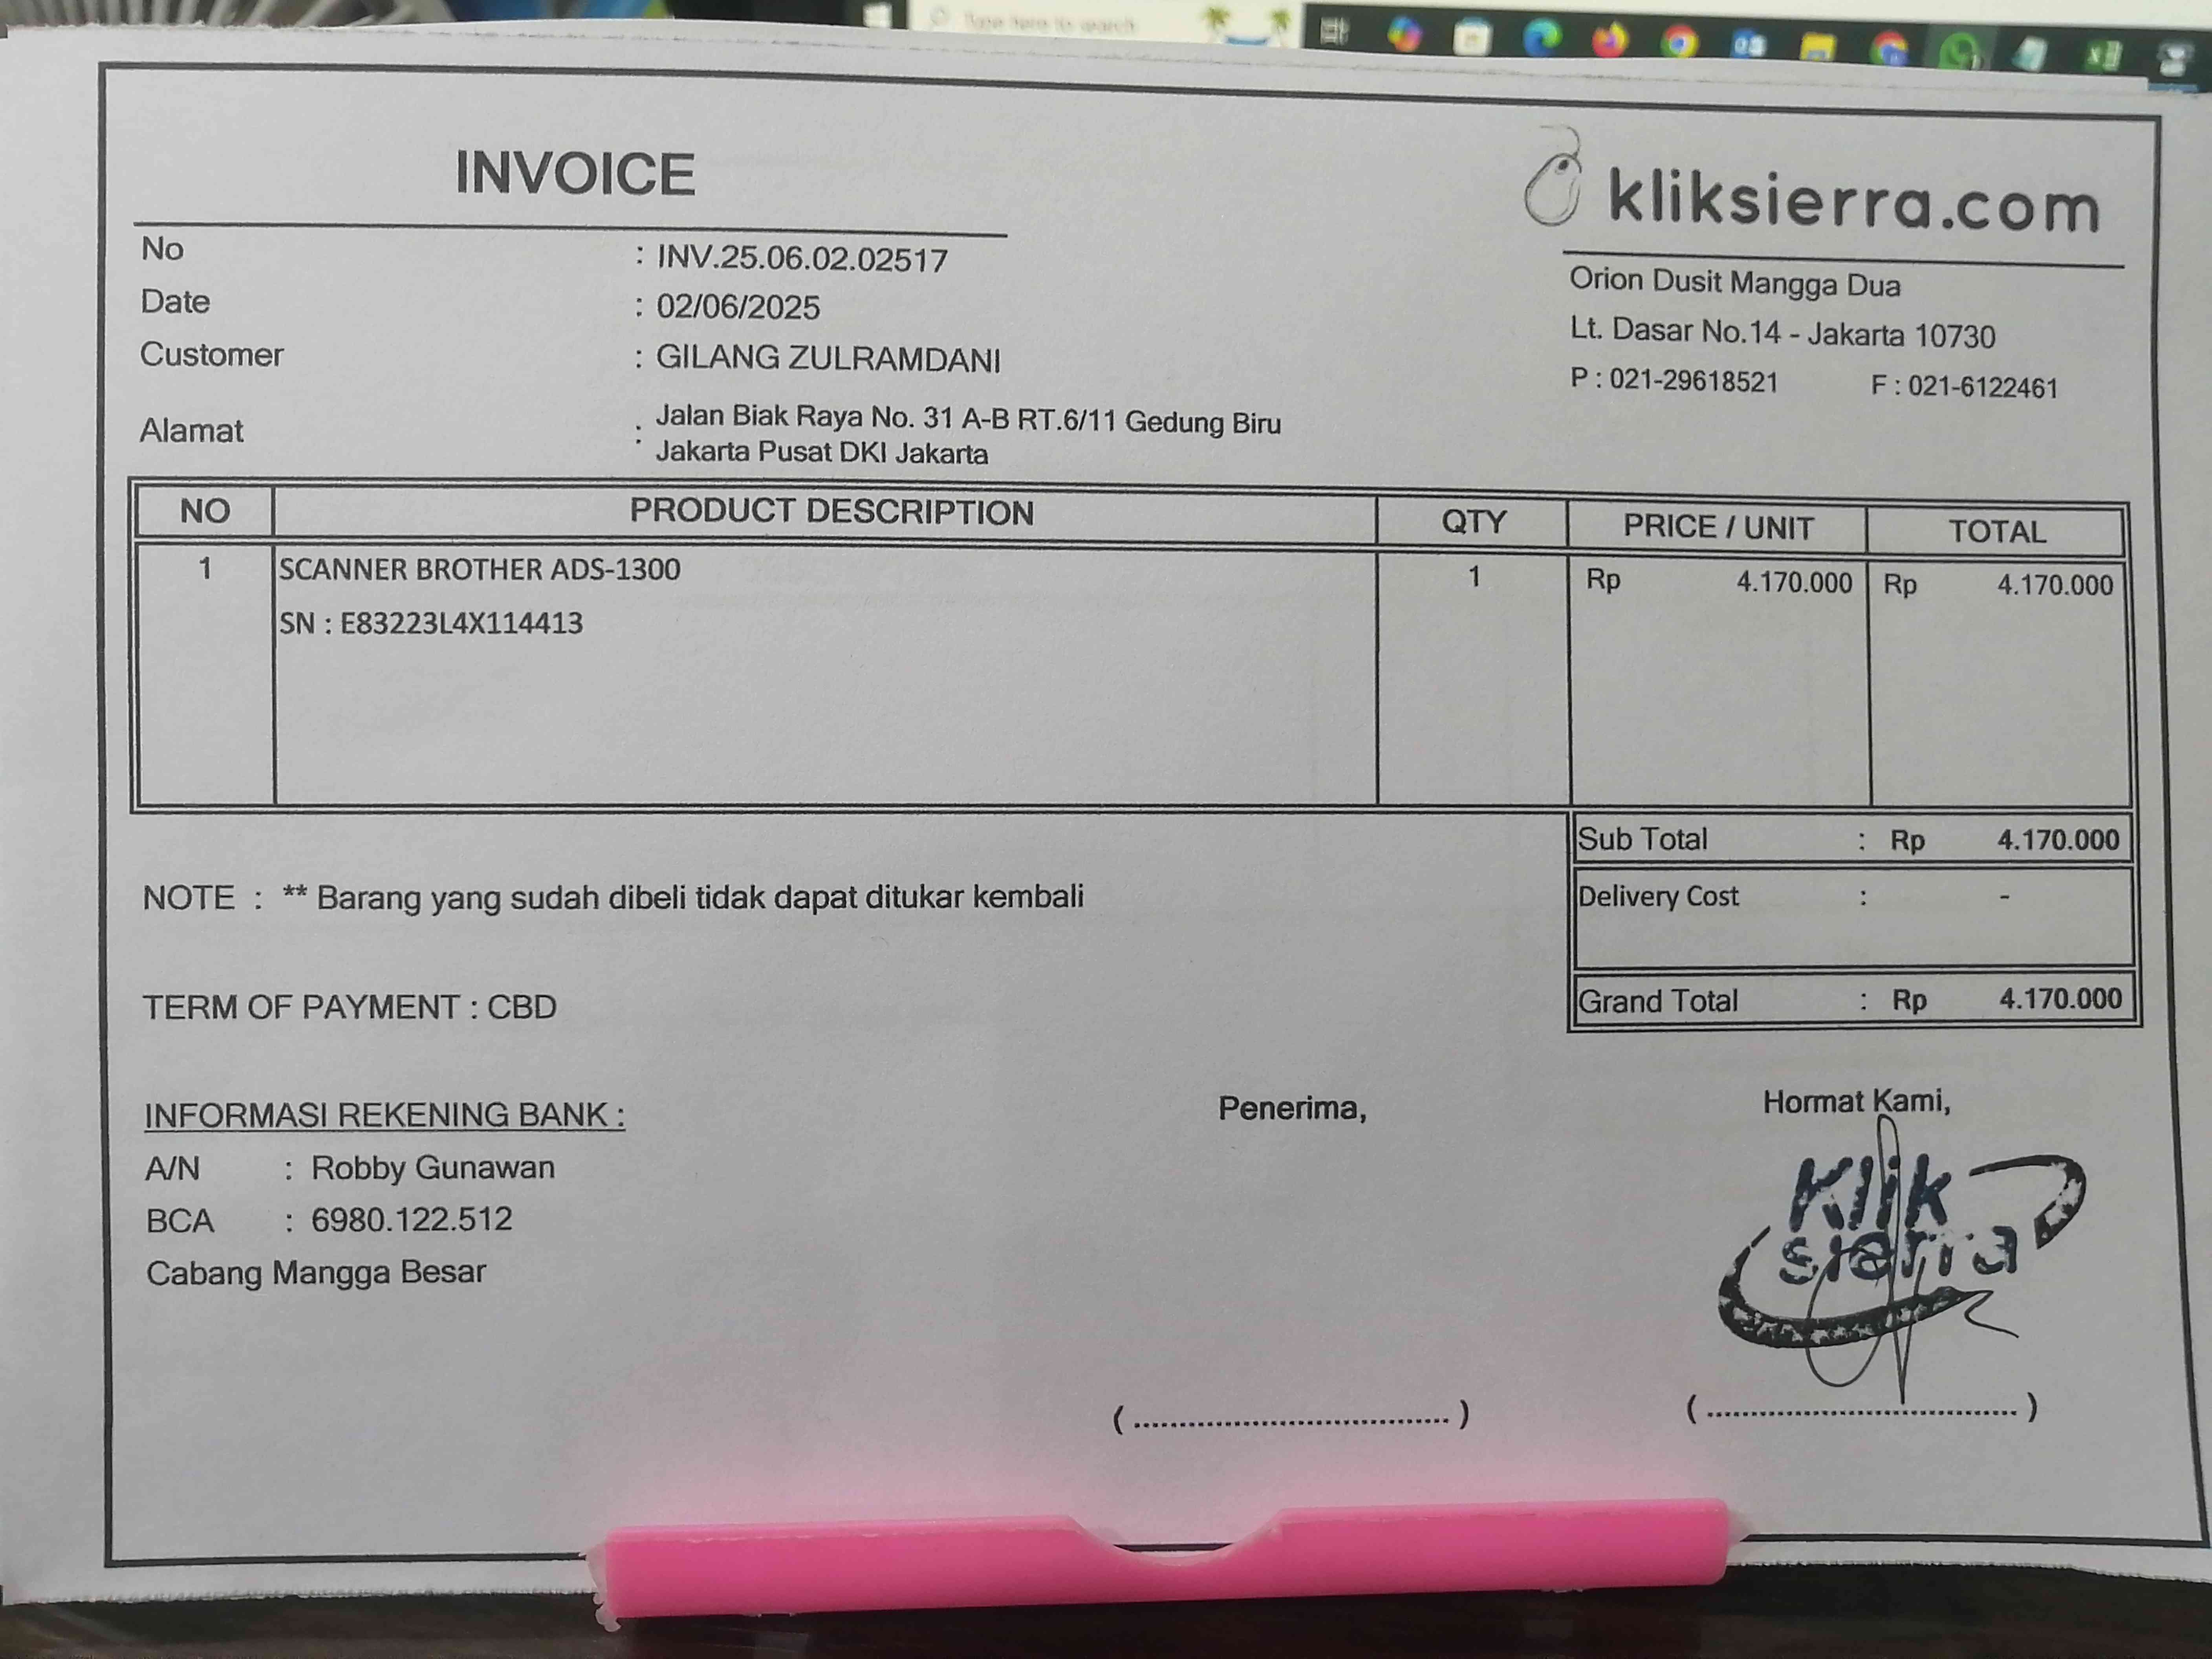 Type here to search
INVOICE
kliksierra.com
No : INV.25.06.02.02517
Date : 02/06/2025
Customer : GILANG ZULRAMDANI
Alamat : Jalan Biak Raya No. 31 A-B RT.6/11 Gedung Biru
Jakarta Pusat DKI Jakarta
Orion Dusit Mangga Dua
Lt. Dasar No.14 - Jakarta 10730
P : 021-29618521 F : 021-6122461
NO PRODUCT DESCRIPTION QTY PRICE / UNIT TOTAL
1 SCANNER BROTHER ADS-1300 1 Rp 4.170.000 Rp 4.170.000
SN : E83223L4X114413
Sub Total : Rp 4.170.000
NOTE : ** Barang yang sudah dibeli tidak dapat ditukar kembali
Delivery Cost : -
TERM OF PAYMENT : CBD
Grand Total : Rp 4.170.000
INFORMASI REKENING BANK :
A/N : Robby Gunawan
BCA : 6980.122.512
Cabang Mangga Besar
Penerima,
(....................................)
Hormat Kami,
Klik
sierra
(....................................)